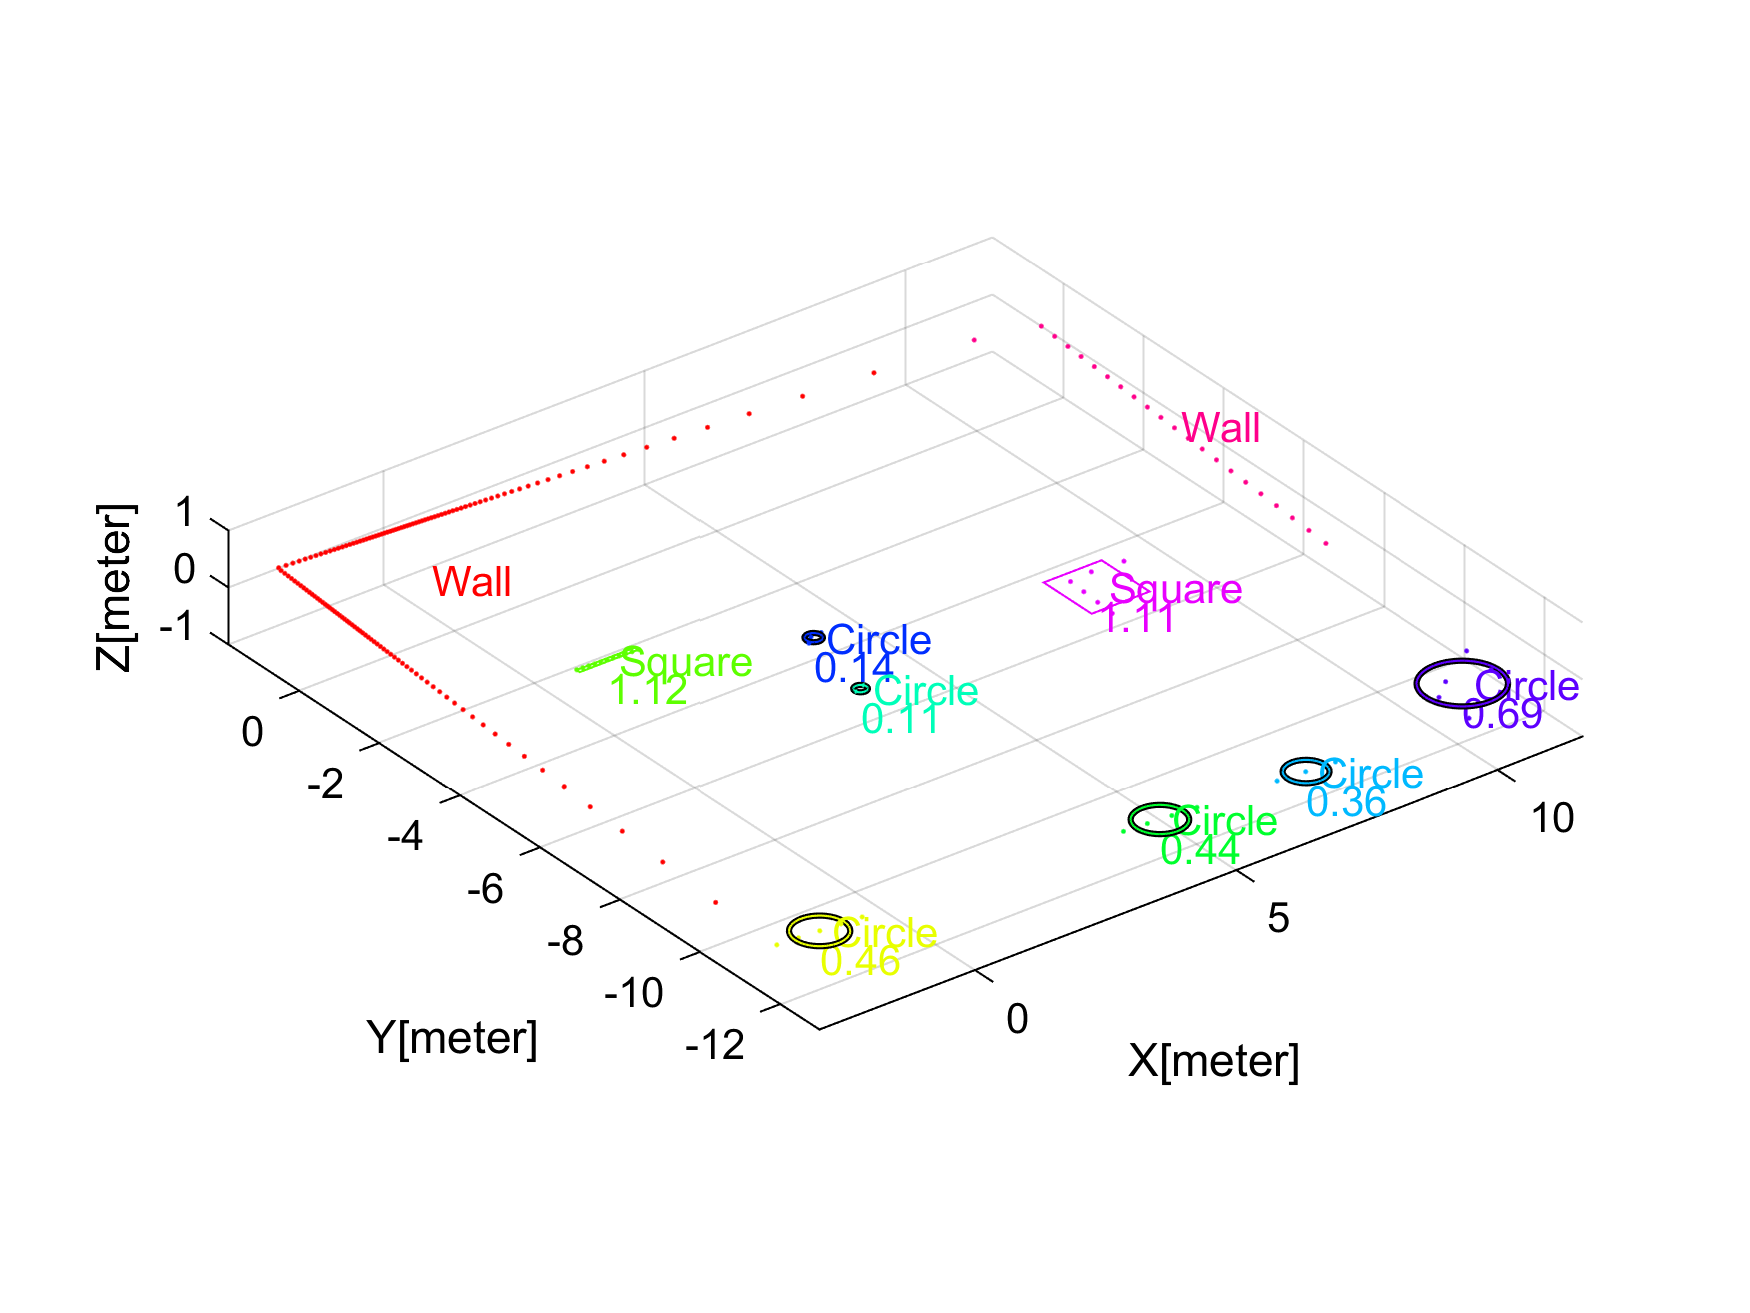 Wall
1
0
-1
Z[meter]
Wall
Square
1.11
Circle
0.14
Square
1.12
Circle
0.11
Circle
0.69
0
-2
-4
-6
-8
-10
-12
Y[meter]
Circle
0.36
Circle
0.44
Circle
0.46
10
5
0
X[meter]